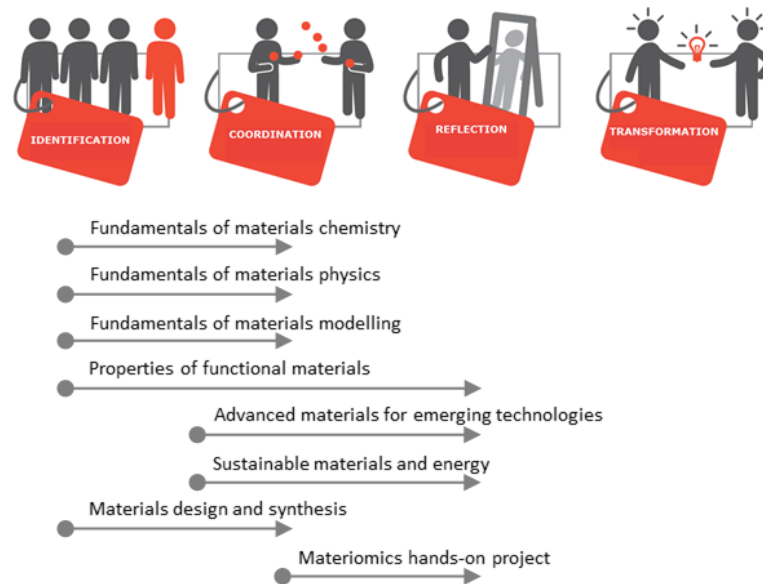 IDENTIFICATION
COORDINATION
REFLECTION
TRANSFORMATION
Fundamentals of materials chemistry
Fundamentals of materials physics
Fundamentals of materials modelling
Properties of functional materials
Advanced materials for emerging technologies
Sustainable materials and energy
Materials design and synthesis
Materiomics hands-on project